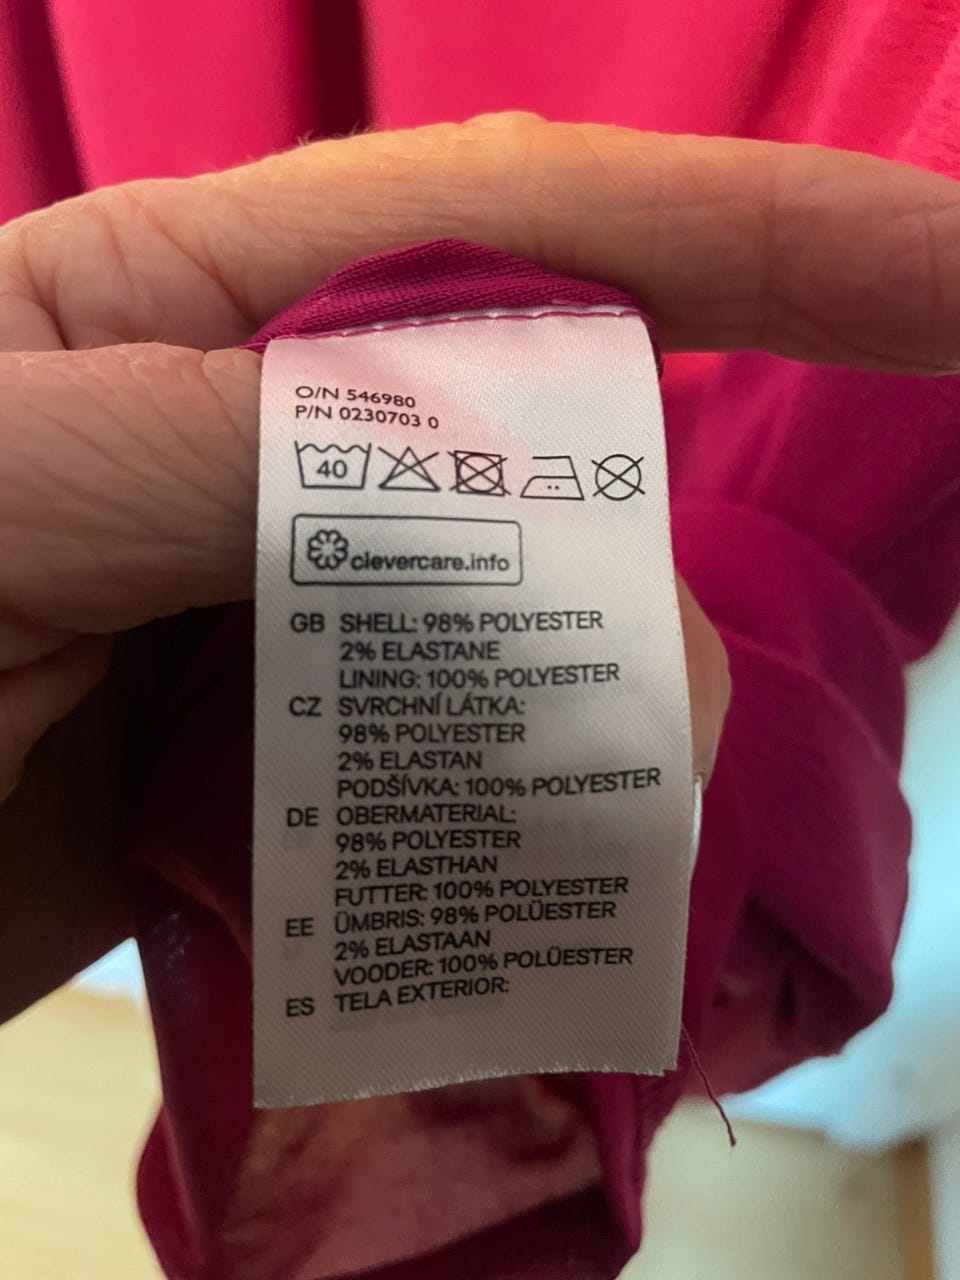 O/N 546980
P/N 0230703 0
40
clevercare.info
GB SHELL: 98% POLYESTER
2% ELASTANE
LINING: 100% POLYESTER
CZ SVRCHNÍ LÁTKA:
98% POLYESTER
2% ELASTAN
PODŠÍVKA: 100% POLYESTER
DE OBERMATERIAL:
98% POLYESTER
2% ELASTHAN
FUTTER: 100% POLYESTER
EE ÜMBRIS: 98% POLÜESTER
2% ELASTAAN
VOODER: 100% POLÜESTER
ES TELA EXTERIOR: